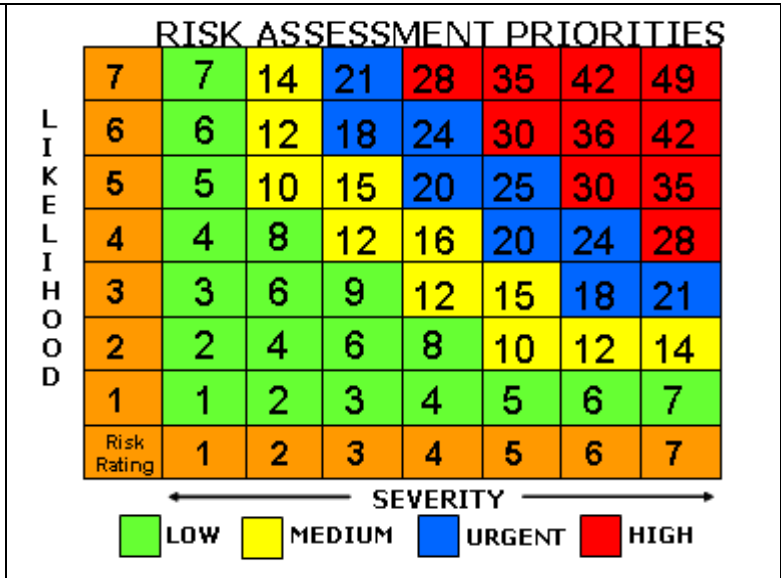 RISK ASSESSMENT PRIORITIES
LIKELIHOOD
7 7 14 21 28 35 42 49
6 6 12 18 24 30 36 42
5 5 10 15 20 25 30 35
4 4 8 12 16 20 24 28
3 3 6 9 12 15 18 21
2 2 4 6 8 10 12 14
1 1 2 3 4 5 6 7
Risk
Rating 1 2 3 4 5 6 7
SEVERITY
LOW MEDIUM URGENT HIGH